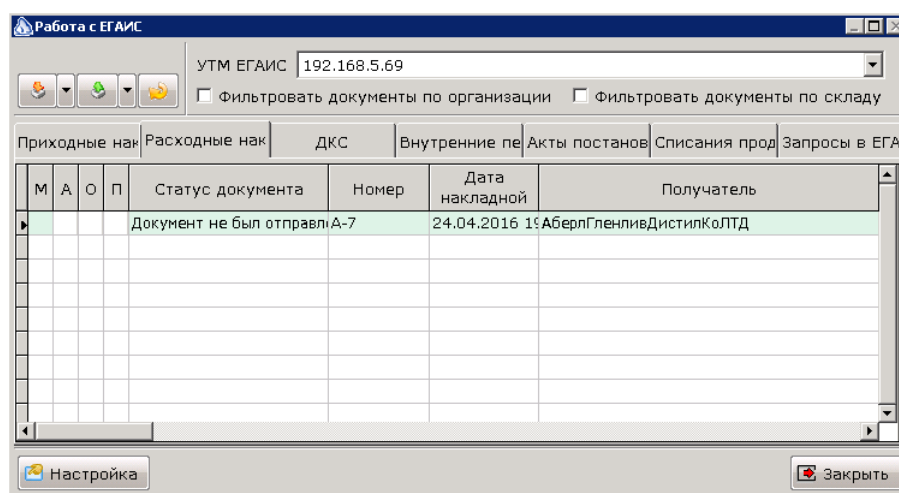 Работа с ЕГАИС
УТМ ЕГАИС 192.168.5.69
Фильтровать документы по организации Фильтровать документы по складу
Приходные нак Расходные нак ДКС Внутренние пе Акты постанов Списания прод Запросы в ЕГА
М А О П Статус документа Номер Дата накладной Получатель
Документ не был отправл А-7 24.04.2016 19 АберлГленливДистилКоЛТД
Настройка Закрыть